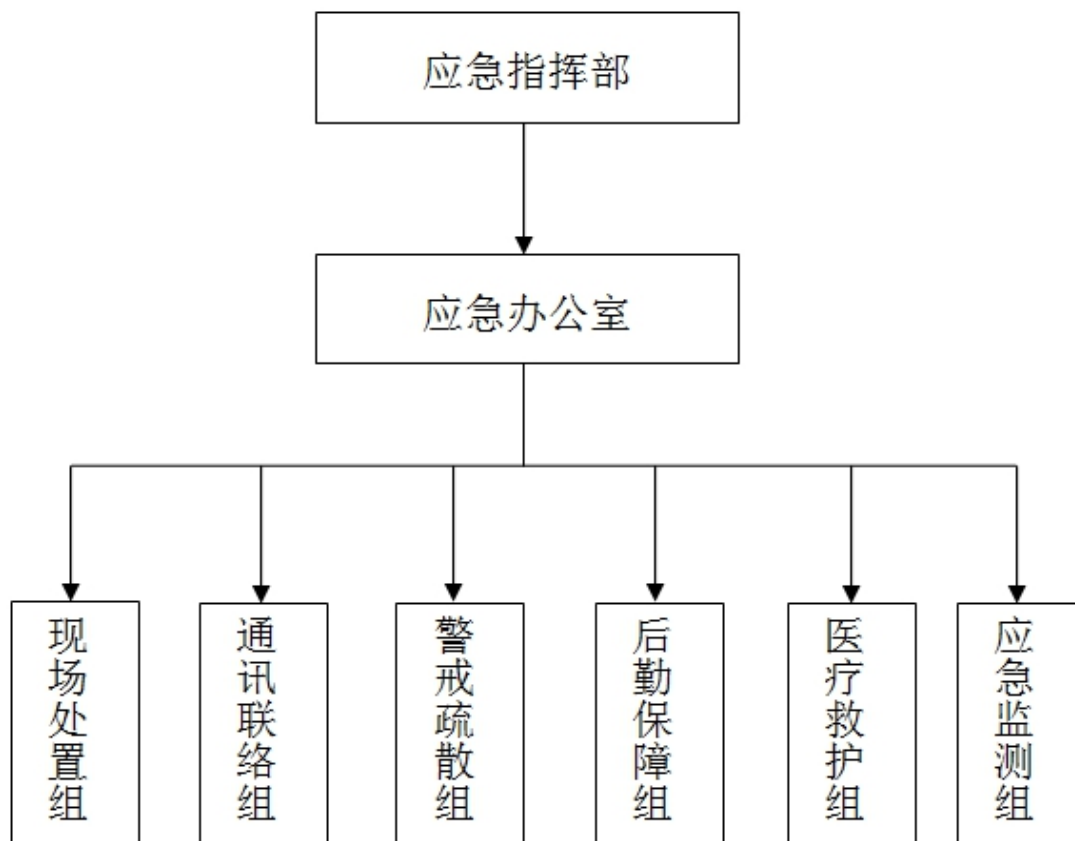 应急指挥部
应急办公室
现场处置组
通讯联络组
警戒疏散组
后勤保障组
医疗救护组
应急监测组